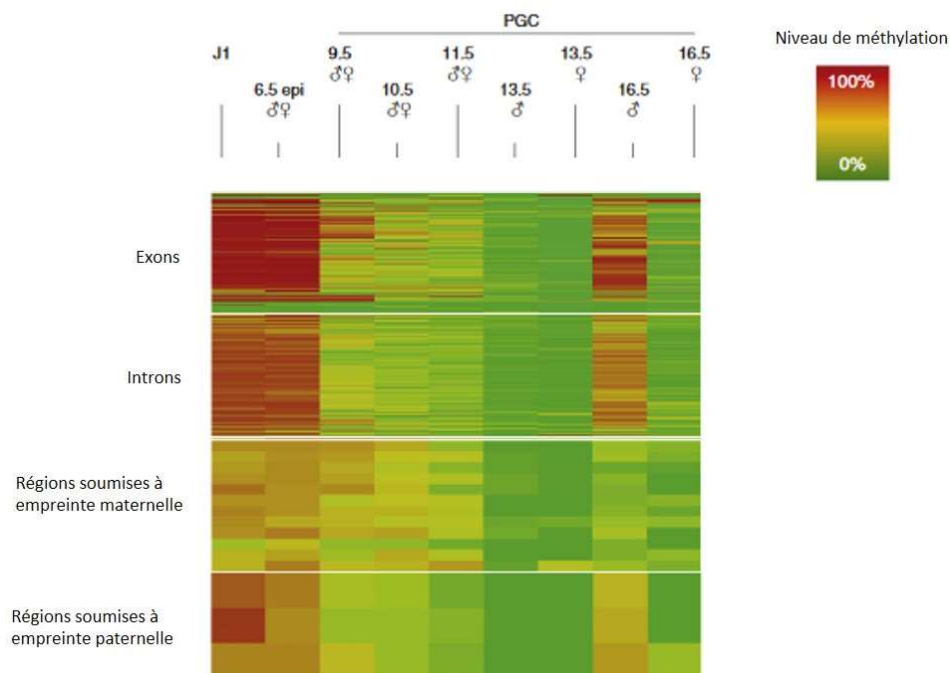 PGC
Niveau de méthylation
J1 9.5 11.5 13.5 16.5
♂♀ ♂♀ ♀ ♀
6.5 epi 10.5 13.5 16.5
♂♀ ♂♀ ♂ ♂
100%
0%
Exons
Introns
Régions soumises à
empreinte maternelle
Régions soumises à
empreinte paternelle